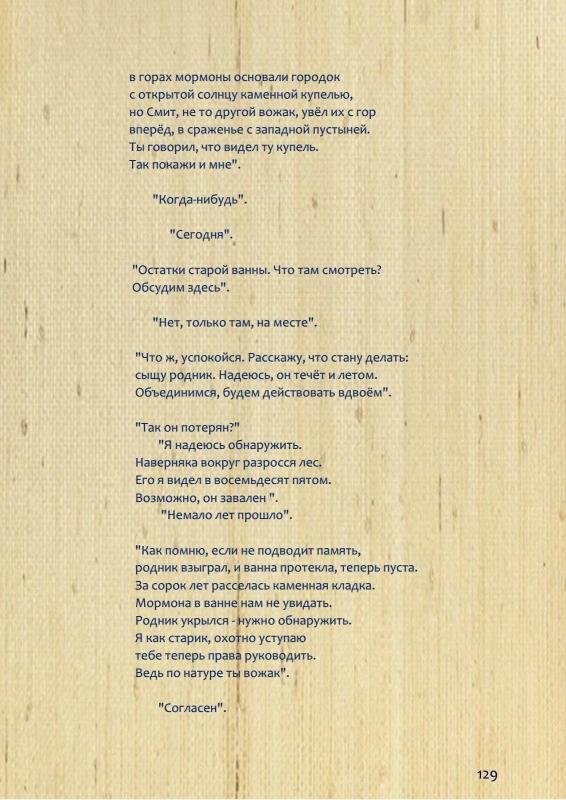 в горах мормоны основали городок
с открытой солнцу каменной купелью,
но Смит, не то другой вожак, увёл их с гор
вперёд, в сраженье с западной пустыней.
Ты говорил, что видел ту купель.
Так покажи и мне".
"Когда-нибудь".
"Сегодня".
"Остатки старой ванны. Что там смотреть?
Обсудим здесь".
"Нет, только там, на месте".
"Что ж, успокойся. Расскажу, что стану делать:
сыщу родник. Надеюсь, он течёт и летом.
Объединимся, будем действовать вдвоём".
"Так он потерян?"
"Я надеюсь обнаружить.
Наверняка вокруг разросся лес.
Его я видел в восемьдесят пятом.
Возможно, он завален ".
"Немало лет прошло".
"Как помню, если не подводит память,
родник взыграл, и ванна протекла, теперь пуста.
За сорок лет расселась каменная кладка.
Мормона в ванне нам не увидать.
Родник укрылся - нужно обнаружить.
Я как старик, охотно уступаю
тебе теперь права руководить.
Ведь по натуре ты вожак".
"Согласен".
129